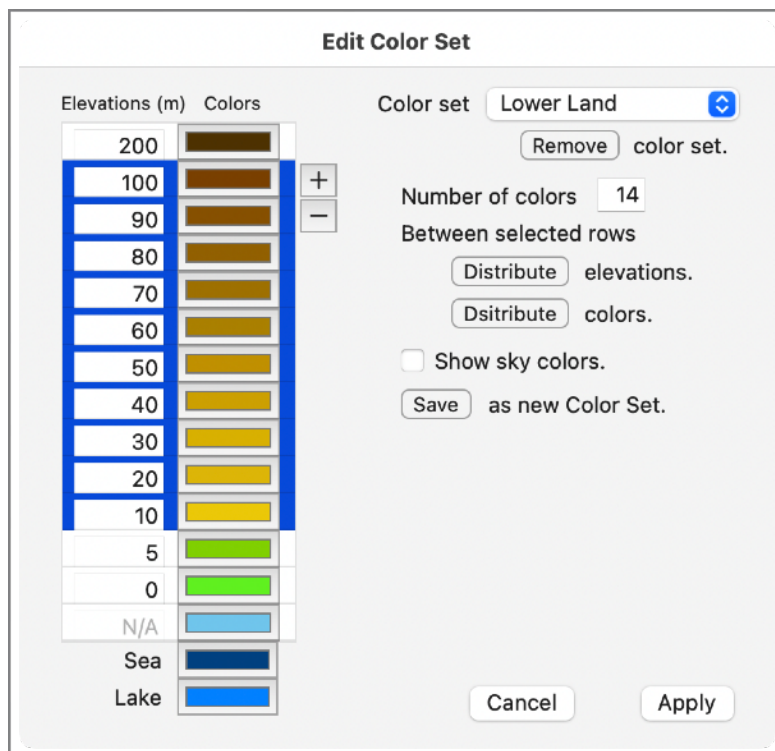 Edit Color Set
Elevations (m) Colors
200
100
90
80
70
60
50
40
30
20
10
5
0
N/A
Sea
Lake
+
−
Color set Lower Land
Remove color set.
Number of colors 14
Between selected rows
Distribute elevations.
Dsitribute colors.
Show sky colors.
Save as new Color Set.
Cancel Apply